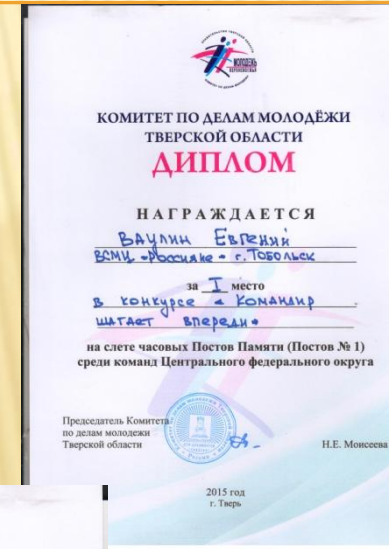 МОЛОДЕЖЬ
КОМИТЕТ ПО ДЕЛАМ МОЛОДЁЖИ
ТВЕРСКОЙ ОБЛАСТИ
ДИПЛОМ
НАГРАЖДАЕТСЯ
ВАУЛИН ЕВГЕНИЙ
ВСМЦ «Россияне» г. ТОБОЛЬСК
за I место
в конкурсе « Командир
шагает впереди»
на слете часовых Постов Памяти (Постов № 1)
среди команд Центрального федерального округа
Председатель Комитета
по делам молодежи
Тверской области
Н.Е. Моисеева
2015 год
г. Тверь